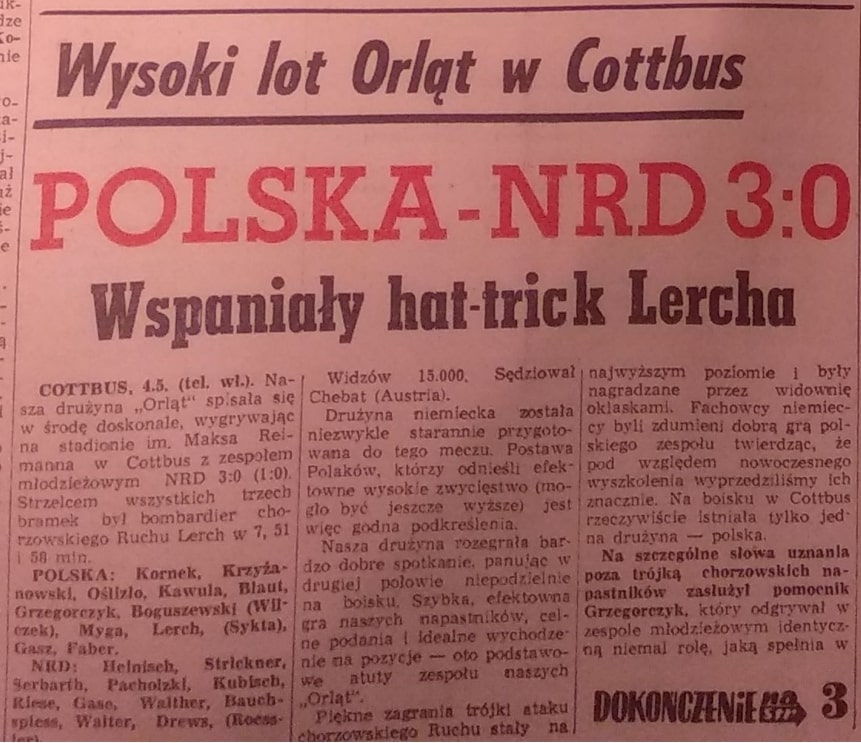 Wysoki lot Orląt w Cottbus
POLSKA-NRD 3:0
Wspaniały hat-trick Lercha
COTTBUS, 4.5. (tel. wł.). Na-
sza drużyna „Orląt" spisała się
w środę doskonale, wygrywając
na stadionie im. Maksa Rei-
manna w Cottbus z zespołem
młodzieżowym NRD 3:0 (1:0).
Strzelcem wszystkich trzech
bramek był bombardier cho-
rzowskiego Ruchu Lerch w 7, 51
i 58 min.
POLSKA: Kornek, Krzyża-
nowski, Oślizło, Kawula, Blaut,
Grzegorczyk, Boguszewski (Wil-
czek), Myga, Lerch, (Sykta),
Gasz, Faber.
NRD: Heinisch, Strickner,
Serbarth, Pacholzki, Kubisch,
Riese, Gase, Walther, Bauch-
spiess, Walter, Drews, (Roess-
ler).
Widzów 15.000. Sędziował
Chebat (Austria).
Drużyna niemiecka została
niezwykle starannie przygoto-
wana do tego meczu. Postawa
Polaków, którzy odnieśli efek-
towne wysokie zwycięstwo (mo-
gło być jeszcze wyższe) jest
więc godna podkreślenia.
Nasza drużyna rozegrała bar-
dzo dobre spotkanie, panując w
drugiej połowie niepodzielnie
na boisku. Szybka, efektowna
gra naszych napastników, cel-
ne podania i idealne wychodze-
nie na pozycje — oto podstawo-
we atuty zespołu naszych
„Orląt".
Piękne zagrania trójki ataku
chorzowskiego Ruchu stały na
najwyższym poziomie i były
nagradzane przez widownię
oklaskami. Fachowcy niemiec-
cy byli zdumieni dobrą grą pol-
skiego zespołu twierdząc, że
pod względem nowoczesnego
wyszkolenia wyprzedziliśmy ich
znacznie. Na boisku w Cottbus
rzeczywiście istniała tylko jed-
na drużyna — polska.
Na szczególne słowa uznania
poza trójką chorzowskich na-
pastników zasłużył pomocnik
Grzegorczyk, który odgrywał w
zespole młodzieżowym identycz-
ną niemal rolę, jaką spełnia w
DOKOŃCZENIE NA STR 3